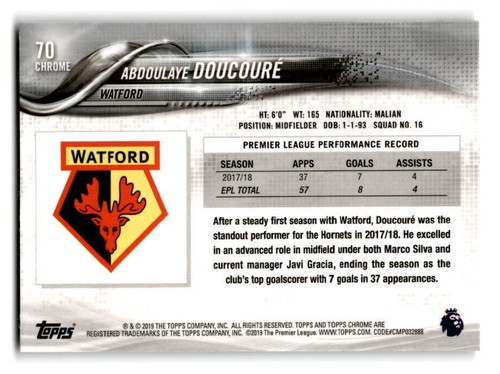 70
CHROME
ABDOULAYE DOUCOURÉ
WATFORD
HT: 6'0" WT: 165 NATIONALITY: MALIAN
POSITION: MIDFIELDER DOB: 1-1-93 SQUAD NO. 16
WATFORD
PREMIER LEAGUE PERFORMANCE RECORD
SEASON APPS GOALS ASSISTS
2017/18 37 7 4
EPL TOTAL 57 8 4
After a steady first season with Watford, Doucouré was the
standout performer for the Hornets in 2017/18. He excelled
in an advanced role in midfield under both Marco Silva and
current manager Javi Gracia, ending the season as the
club's top goalscorer with 7 goals in 37 appearances.
Topps
® & © 2019 THE TOPPS COMPANY, INC. ALL RIGHTS RESERVED. TOPPS AND TOPPS CHROME ARE
REGISTERED TRADEMARKS OF THE TOPPS COMPANY, INC. ©2019 The Premier League. WWW.TOPPS.COM. CODE#CMP032888